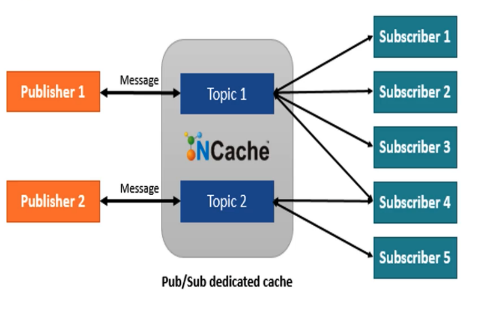 Publisher 1
Message
Topic 1
Subscriber 1
Subscriber 2
Subscriber 3
NCache
Publisher 2
Message
Topic 2
Subscriber 4
Subscriber 5
Pub/Sub dedicated cache